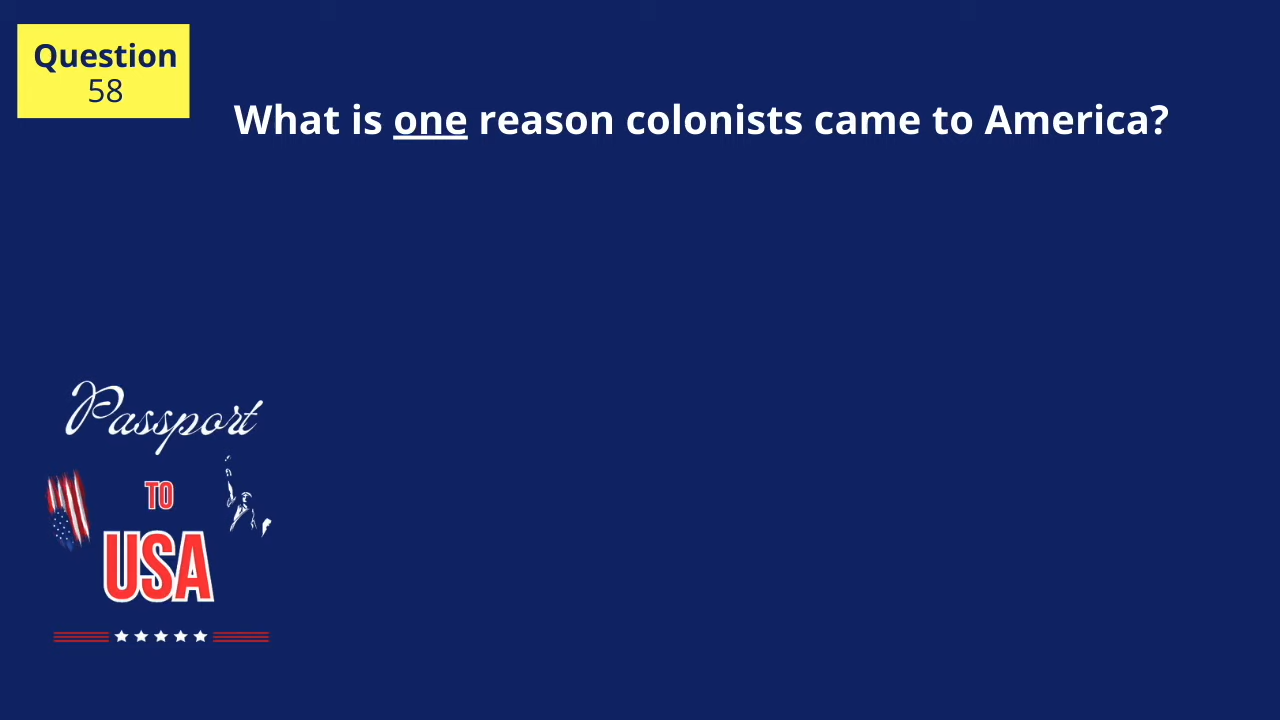 Question
58
What is one reason colonists came to America?
Passport
TO
USA